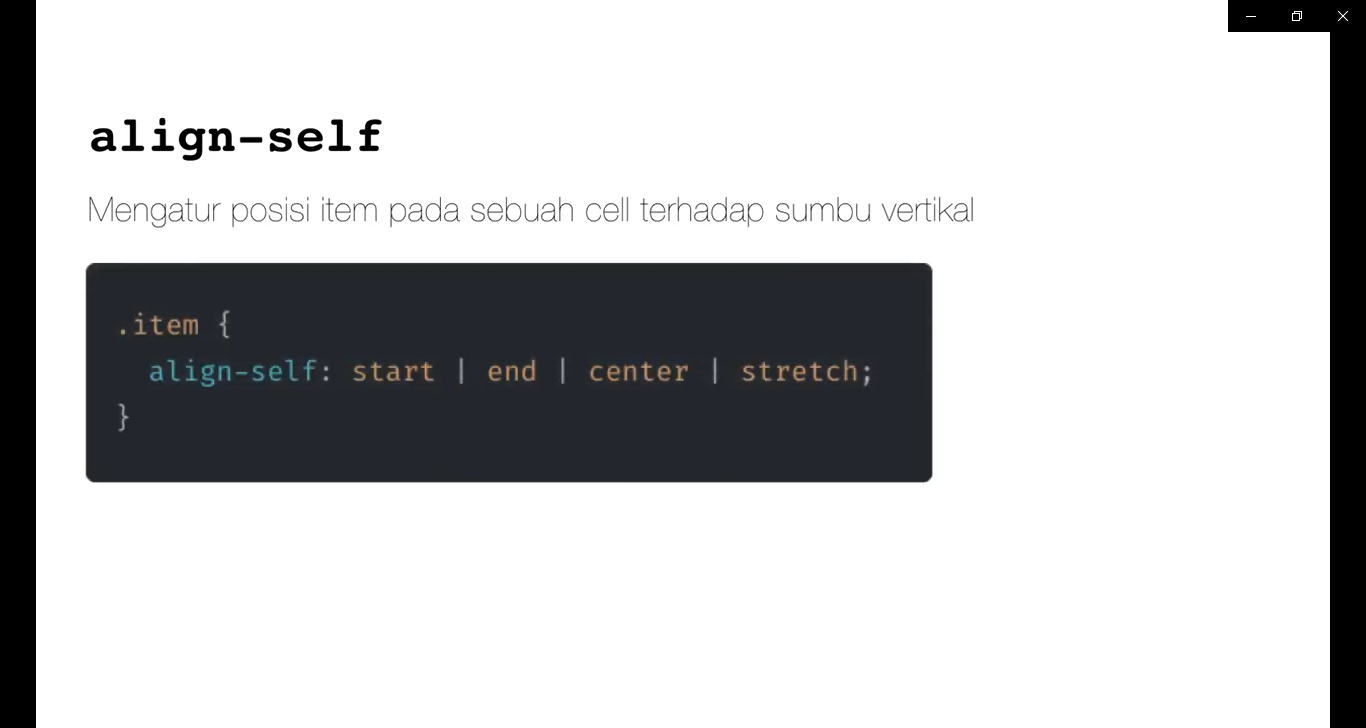 align-self
Mengatur posisi item pada sebuah cell terhadap sumbu vertikal
.item {
  align-self: start | end | center | stretch;
}